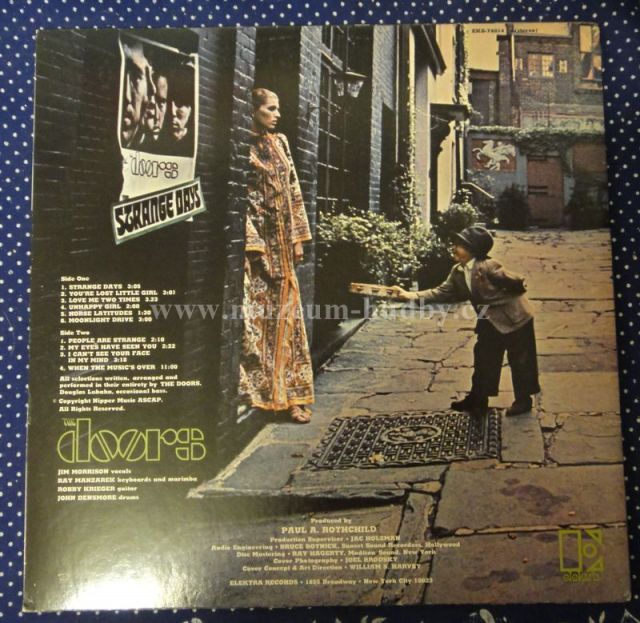 EKS-74014 (Stereo)
the doors
STRANGE DAYS
Side One
1. STRANGE DAYS 3:05
2. YOU'RE LOST LITTLE GIRL 3:01
3. LOVE ME TWO TIMES 3.23
4. UNHAPPY GIRL 2:00
5. HORSE LATITUDES 1:30
6. MOONLIGHT DRIVE 3:00
Side Two
1. PEOPLE ARE STRANGE 2:10
2. MY EYES HAVE SEEN YOU 2:22
3. I CAN'T SEE YOUR FACE
IN MY MIND 3:18
4. WHEN THE MUSIC'S OVER 11:00
All selections written, arranged and
performed in their entirety by THE DOORS.
Douglas Lubahn, occasional bass.
© Copyright Nipper Music ASCAP.
All Rights Reserved.
THE
doors
JIM MORRISON vocals
RAY MANZAREK keyboards and marimba
ROBBY KRIEGER guitar
JOHN DENSMORE drums
www.muzeum-hudby.cz
Produced by
PAUL A. ROTHCHILD
Production Supervisor • JAC HOLZMAN
Audio Engineering • BRUCE BOTNICK, Sunset Sound Recorders, Hollywood
Disc Mastering • RAY HAGERTY, Madison Sound, New York
Cover Photography • JOEL BRODSKY
Cover Concept & Art Direction • WILLIAM S. HARVEY
ELEKTRA RECORDS • 1855 Broadway • New York City 10023
elektra